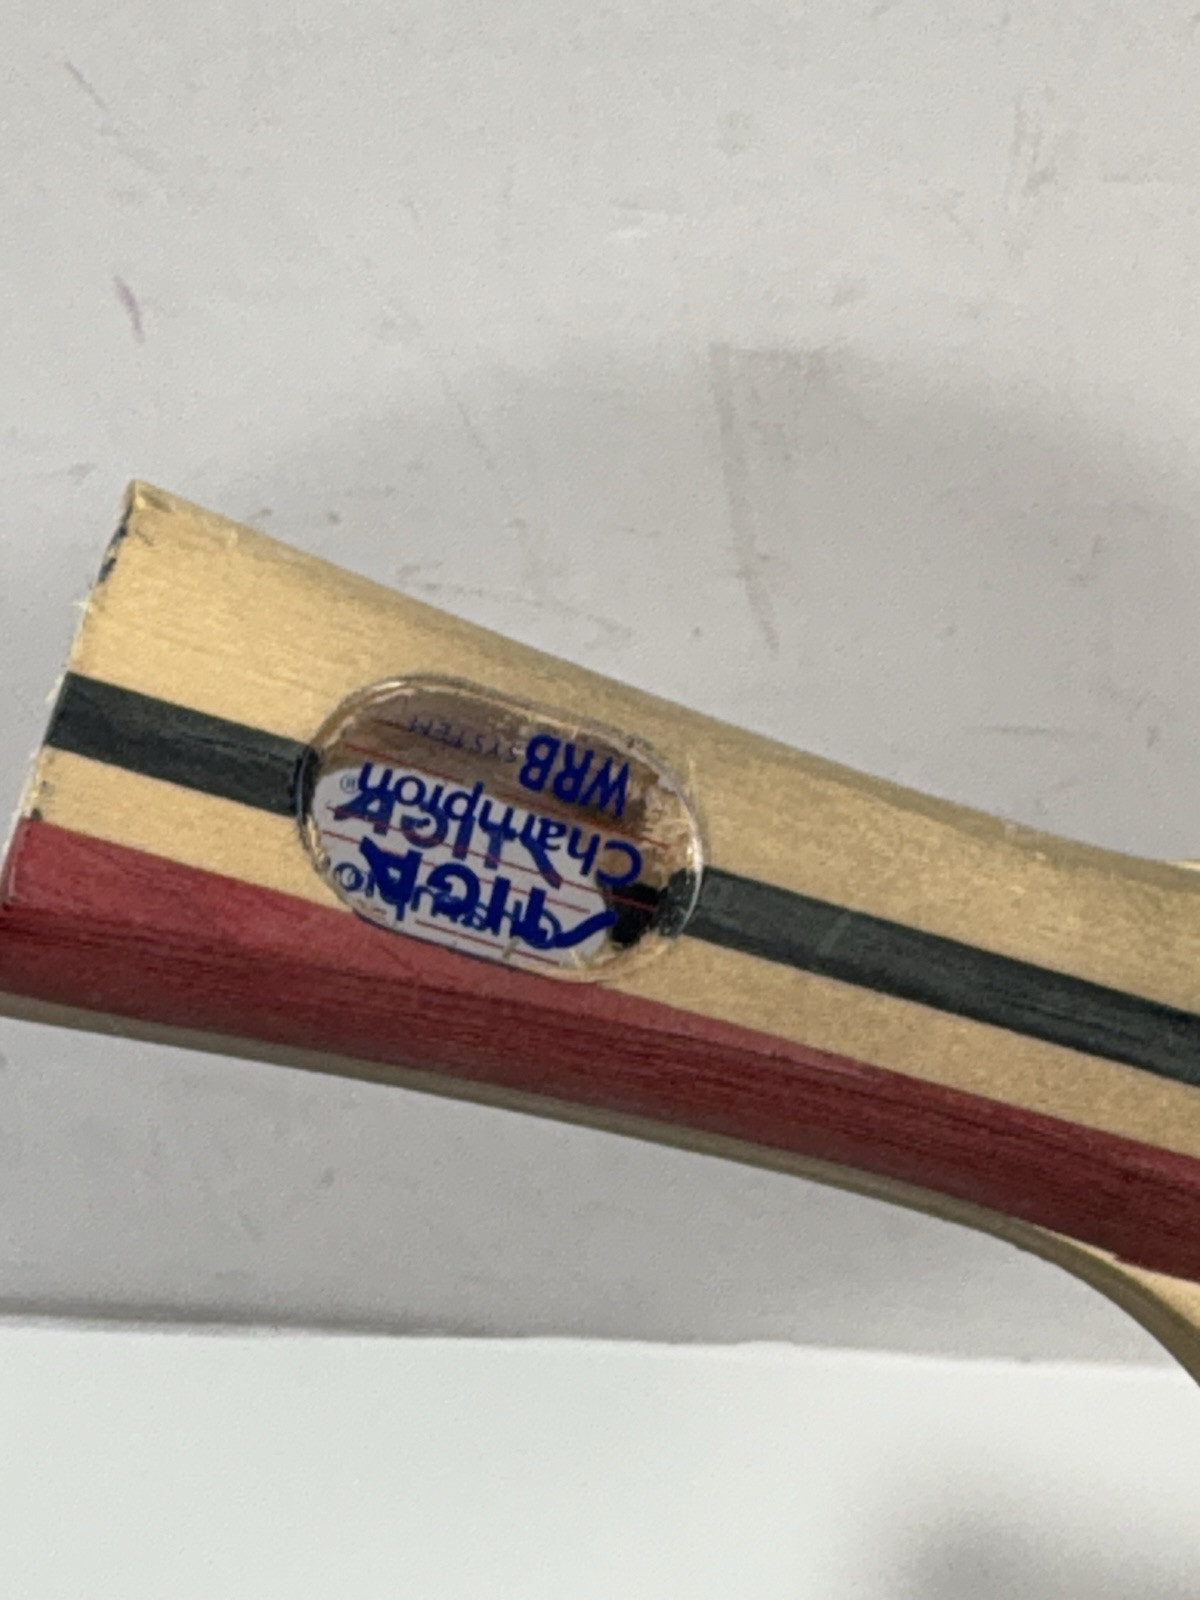 STIGA
Champion®
WRB
SYSTEM